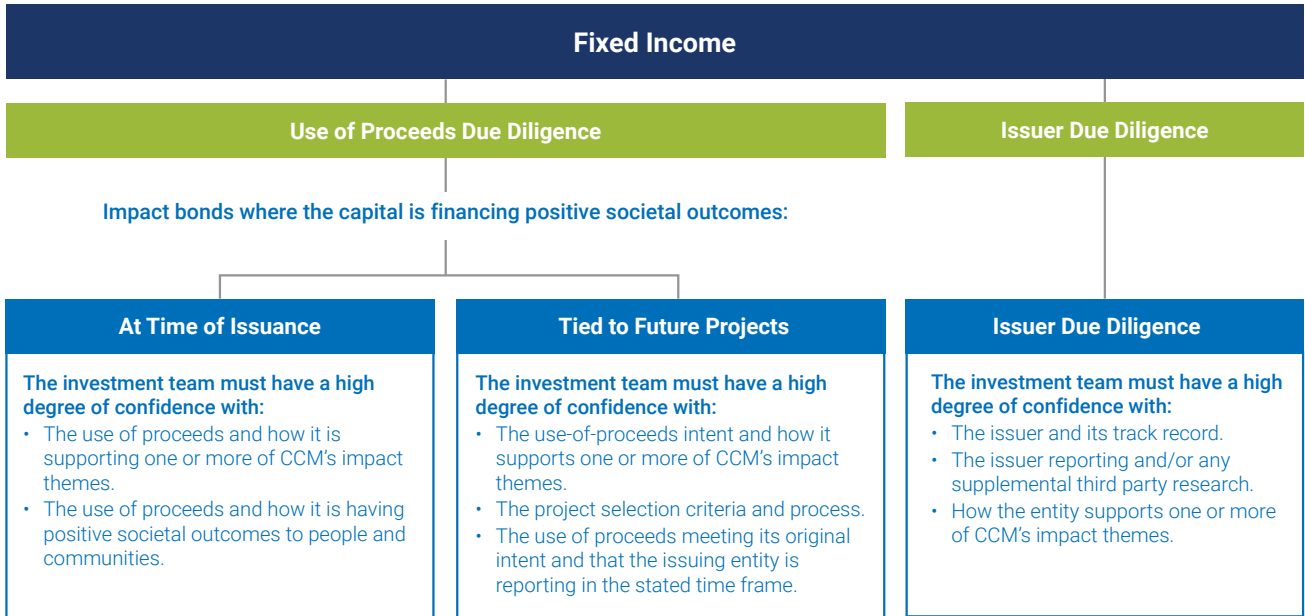 Fixed Income
Use of Proceeds Due Diligence
Issuer Due Diligence
Impact bonds where the capital is financing positive societal outcomes:
At Time of Issuance
The investment team must have a high
degree of confidence with:
• The use of proceeds and how it is
supporting one or more of CCM's impact
themes.
• The use of proceeds and how it is having
positive societal outcomes to people and
communities.
Tied to Future Projects
The investment team must have a high
degree of confidence with:
• The use-of-proceeds intent and how it
supports one or more of CCM's impact
themes.
• The project selection criteria and process.
• The use of proceeds meeting its original
intent and that the issuing entity is
reporting in the stated time frame.
Issuer Due Diligence
The investment team must have a high
degree of confidence with:
• The issuer and its track record.
• The issuer reporting and/or any
supplemental third party research.
• How the entity supports one or more
of CCM's impact themes.